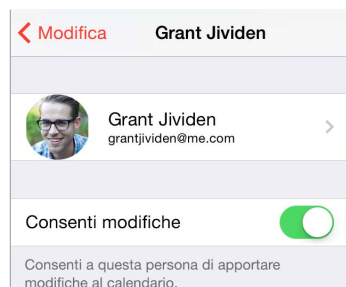 Modifica Grant Jividen
Grant Jividen
grantjividen@me.com
Consenti modifiche
Consenti a questa persona di apportare
modifiche al calendario.